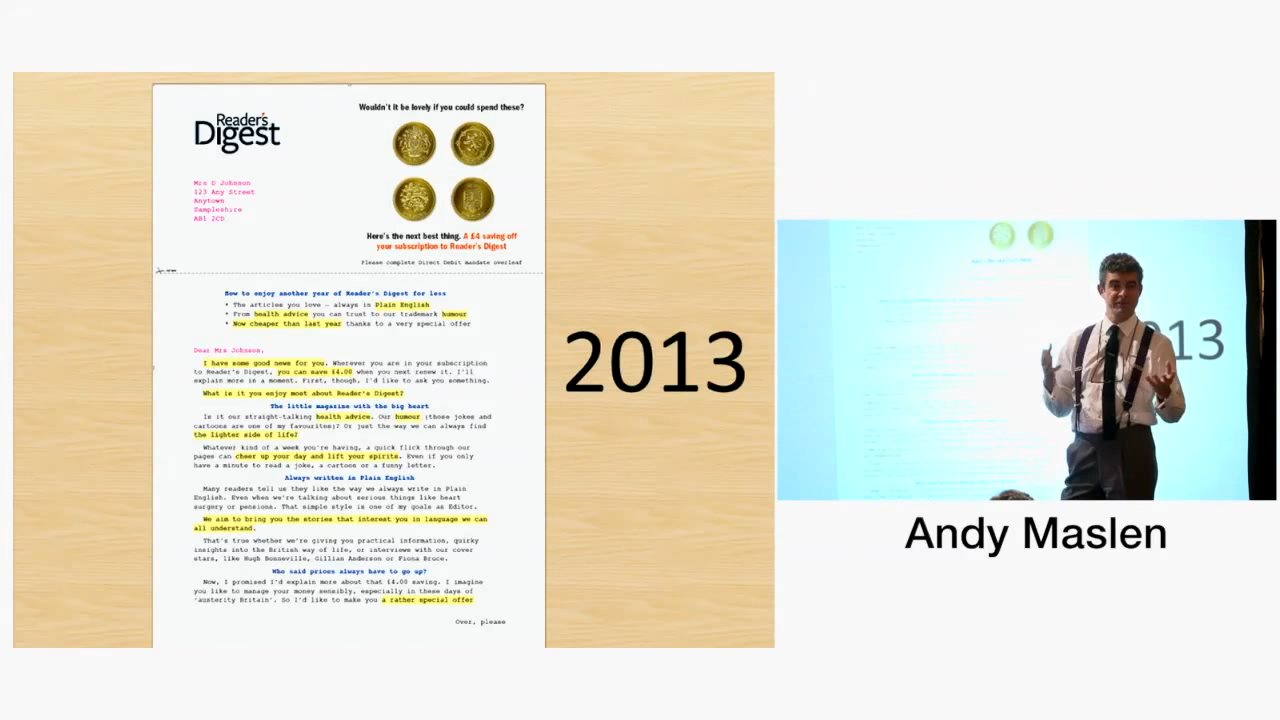 Wouldn't it be lovely if you could spend these?
Reader's
Digest
Mrs D Johnson
123 Any Street
Anytown
Sampleshire
AB1 2CD
Here's the next best thing. A £4 saving off
your subscription to Reader's Digest
Please complete Direct Debit mandate overleaf
How to enjoy another year of Reader's Digest for less
• The articles you love — always in Plain English
• From health advice you can trust to our trademark humour
• Now cheaper than last year thanks to a very special offer
Dear Mrs Johnson,
I have some good news for you. Wherever you are in your subscription
to Reader's Digest, you can save £4.00 when you next renew it. I'll
explain more in a moment. First, though, I'd like to ask you something.
What is it you enjoy most about Reader's Digest?
The little magazine with the big heart
Is it our straight-talking health advice. Our humour (those jokes and
cartoons are one of my favourites)? Or just the way we can always find
the lighter side of life?
Whatever kind of a week you're having, a quick flick through our
pages can cheer up your day and lift your spirits. Even if you only
have a minute to read a joke, a cartoon or a funny letter.
Always written in Plain English
Many readers tell us they like the way we always write in Plain
English. Even when we're talking about serious things like heart
surgery or pensions. That simple style is one of my goals as Editor.
We aim to bring you the stories that interest you in language we can
all understand.
That's true whether we're giving you practical information, quirky
insights into the British way of life, or interviews with our cover
stars, like Hugh Bonneville, Gillian Anderson or Fiona Bruce.
Who said prices always have to go up?
Now, I promised I'd explain more about that £4.00 saving. I imagine
you like to manage your money sensibly, especially in these days of
'austerity Britain'. So I'd like to make you a rather special offer
Over, please
2013
13
Andy Maslen